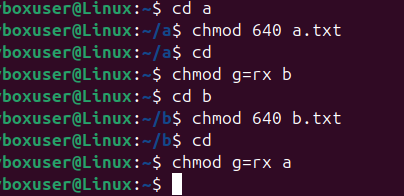 vboxuser@Linux:~$ cd a
vboxuser@Linux:~/a$ chmod 640 a.txt
vboxuser@Linux:~/a$ cd
vboxuser@Linux:~$ chmod g=rx b
vboxuser@Linux:~$ cd b
vboxuser@Linux:~/b$ chmod 640 b.txt
vboxuser@Linux:~/b$ cd
vboxuser@Linux:~$ chmod g=rx a
vboxuser@Linux:~$